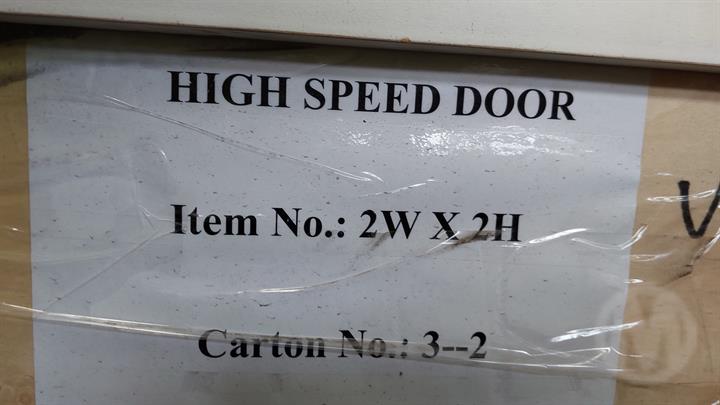 HIGH SPEED DOOR
Item No.: 2W X 2H
Carton No.: 3--2